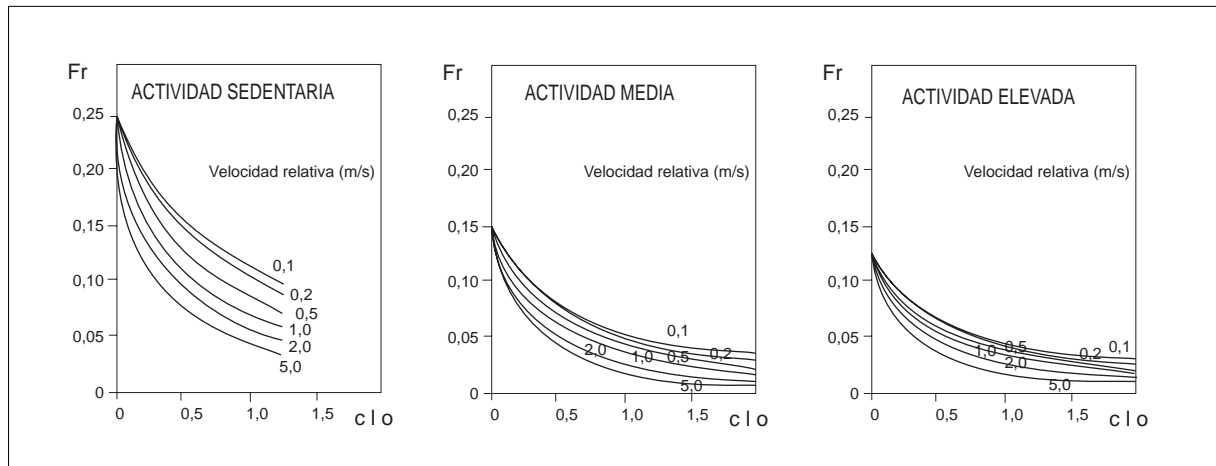 Fr
ACTIVIDAD SEDENTARIA
0,25
Velocidad relativa (m/s)
0,20
0,15
0,10
0,1
0,2
0,5
0,05
1,0
2,0
5,0
0
0 0,5 1,0 1,5 clo
Fr
ACTIVIDAD MEDIA
0,25
Velocidad relativa (m/s)
0,20
0,15
0,10
0,05
0,1
2,0 1,0 0,5 0,2
5,0
0
0 0,5 1,0 1,5 clo
Fr
ACTIVIDAD ELEVADA
0,25
Velocidad relativa (m/s)
0,20
0,15
0,10
0,05
1,0 0,5 0,2 0,1
2,0
5,0
0
0 0,5 1,0 1,5 clo